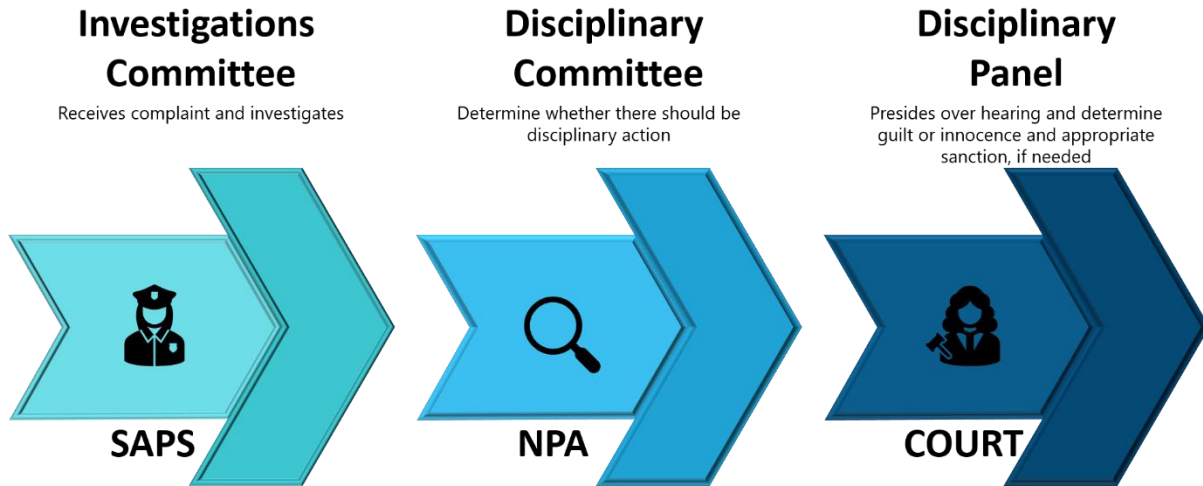 Investigations
Committee
Receives complaint and investigates
SAPS
Disciplinary
Committee
Determine whether there should be
disciplinary action
NPA
Disciplinary
Panel
Presides over hearing and determine
guilt or innocence and appropriate
sanction, if needed
COURT